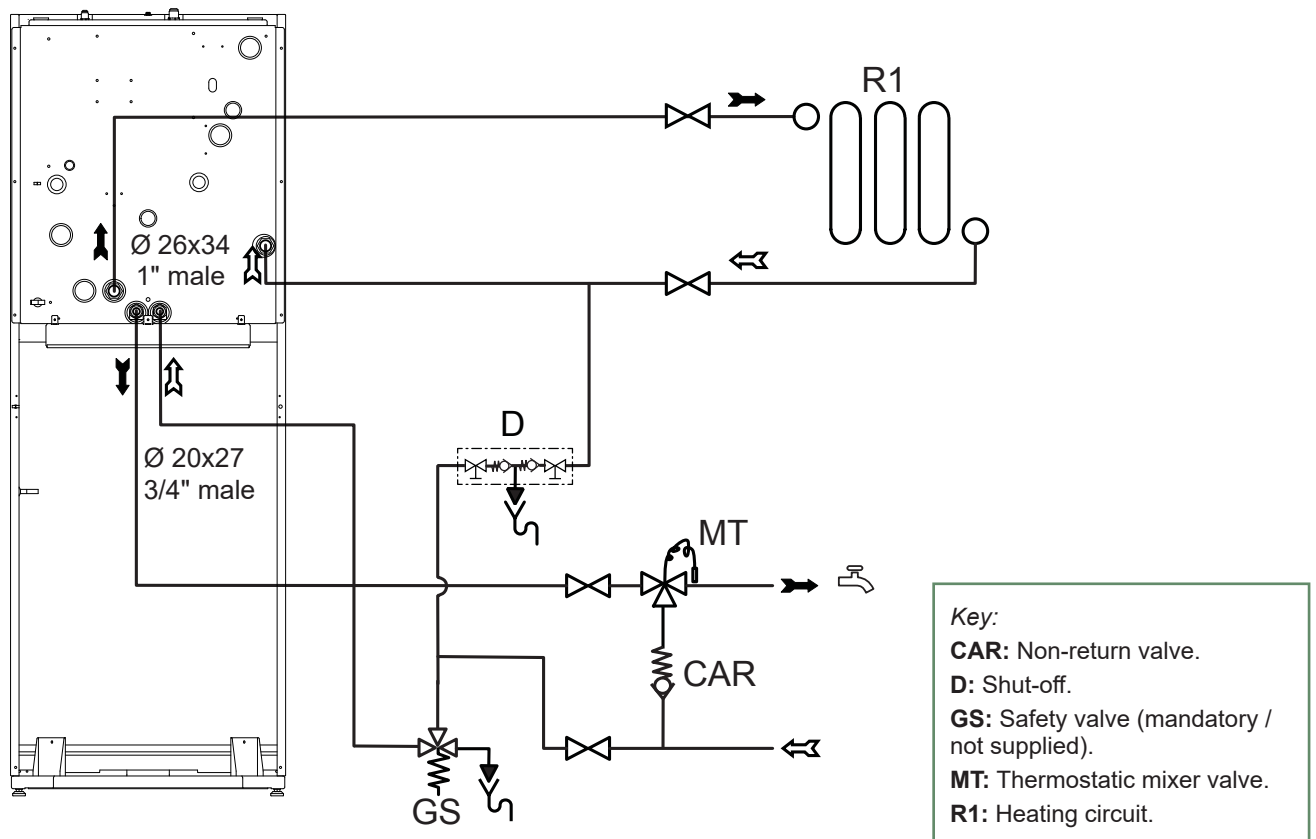 R1
Ø 26x34
1" male
D
Ø 20x27
3/4" male
MT
CAR
GS
Key:
CAR: Non-return valve.
D: Shut-off.
GS: Safety valve (mandatory /
not supplied).
MT: Thermostatic mixer valve.
R1: Heating circuit.